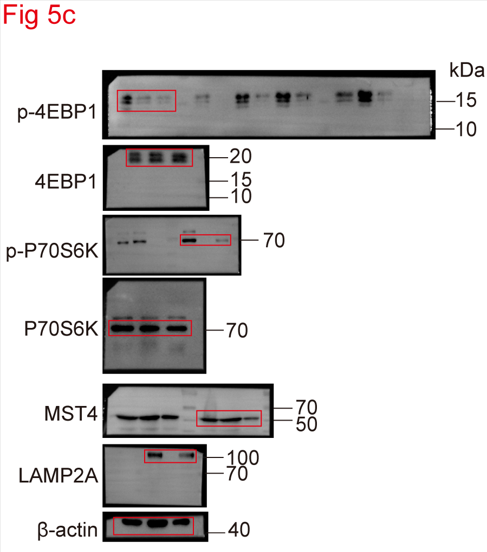 Fig 5c
kDa
p-4EBP1
15
10
4EBP1
20
15
10
p-P70S6K
70
P70S6K
70
MST4
70
50
LAMP2A
100
70
β-actin
40